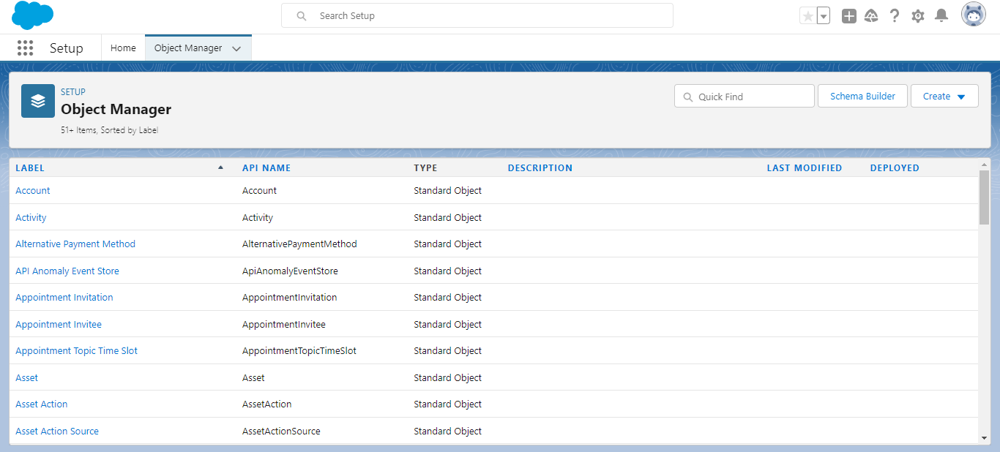 Search Setup
Setup Home Object Manager
SETUP
Object Manager
51+ Items, Sorted by Label
Quick Find Schema Builder Create
LABEL API NAME TYPE DESCRIPTION LAST MODIFIED DEPLOYED
Account Account Standard Object
Activity Activity Standard Object
Alternative Payment Method AlternativePaymentMethod Standard Object
API Anomaly Event Store ApiAnomalyEventStore Standard Object
Appointment Invitation AppointmentInvitation Standard Object
Appointment Invitee AppointmentInvitee Standard Object
Appointment Topic Time Slot AppointmentTopicTimeSlot Standard Object
Asset Asset Standard Object
Asset Action AssetAction Standard Object
Asset Action Source AssetActionSource Standard Object